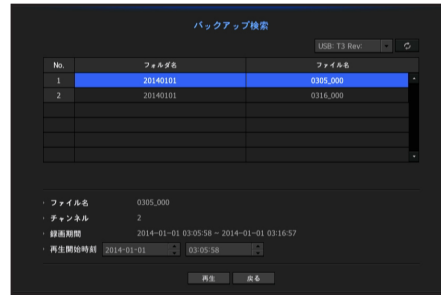 バックアップ検索
USB: T3 Rev:
No. フォルダ名 ファイル名
1 20140101 0305_000
2 20140101 0316_000
・ファイル名 0305_000
・チャンネル 2
・録画期間 2014-01-01 03:05:58 ~ 2014-01-01 03:16:57
・再生開始時刻 2014-01-01 03:05:58
再生 戻る